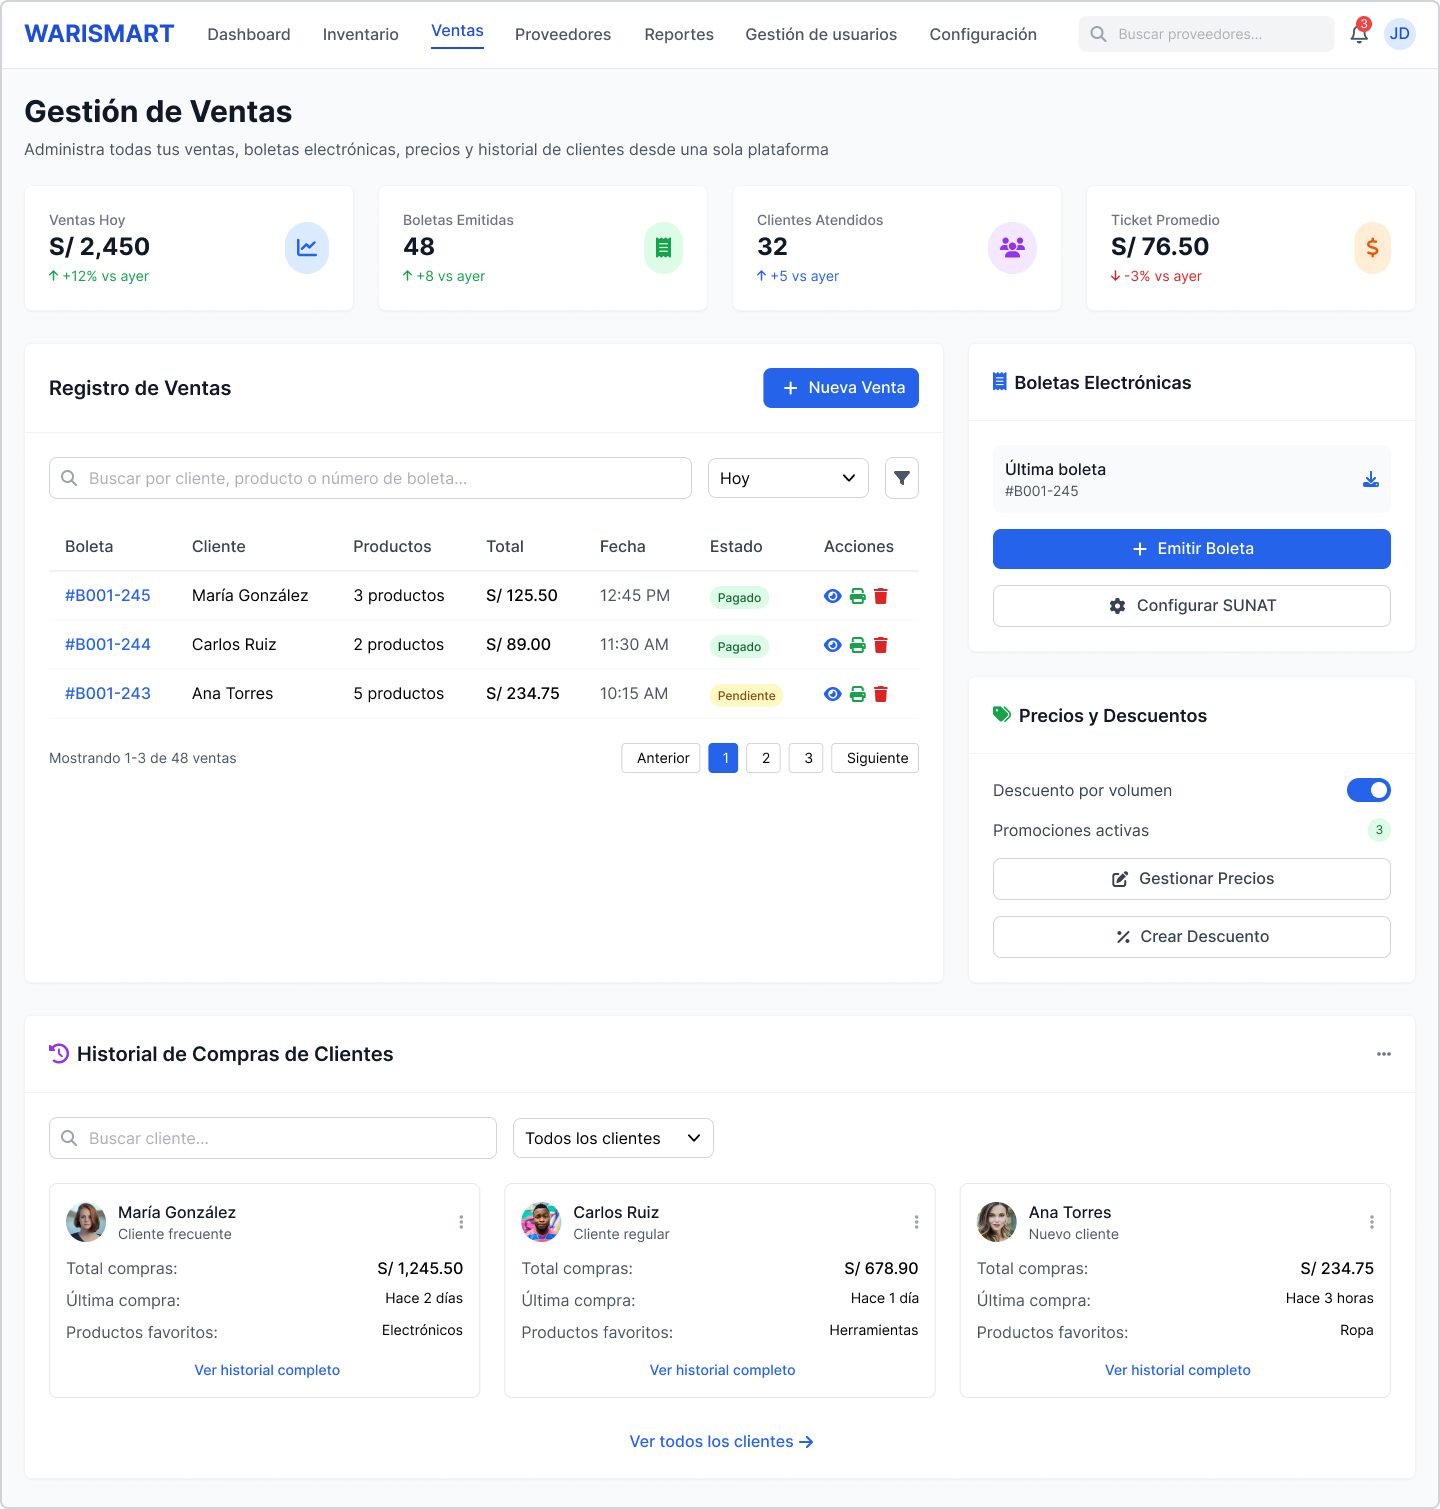 WARISMART Dashboard Inventario Ventas Proveedores Reportes Gestión de usuarios Configuración Buscar proveedores... 3 JD
Gestión de Ventas
Administra todas tus ventas, boletas electrónicas, precios y historial de clientes desde una sola plataforma
Ventas Hoy
S/ 2,450
+12% vs ayer
Boletas Emitidas
48
+8 vs ayer
Clientes Atendidos
32
+5 vs ayer
Ticket Promedio
S/ 76.50
-3% vs ayer
Registro de Ventas
Nueva Venta
Buscar por cliente, producto o número de boleta...
Hoy
Boleta Cliente Productos Total Fecha Estado Acciones
#B001-245 María González 3 productos S/ 125.50 12:45 PM Pagado
#B001-244 Carlos Ruiz 2 productos S/ 89.00 11:30 AM Pagado
#B001-243 Ana Torres 5 productos S/ 234.75 10:15 AM Pendiente
Mostrando 1-3 de 48 ventas
Anterior 1 2 3 Siguiente
Boletas Electrónicas
Última boleta
#B001-245
Emitir Boleta
Configurar SUNAT
Precios y Descuentos
Descuento por volumen
Promociones activas 3
Gestionar Precios
Crear Descuento
Historial de Compras de Clientes
Buscar cliente...
Todos los clientes
María González
Cliente frecuente
Total compras: S/ 1,245.50
Última compra: Hace 2 días
Productos favoritos: Electrónicos
Ver historial completo
Carlos Ruiz
Cliente regular
Total compras: S/ 678.90
Última compra: Hace 1 día
Productos favoritos: Herramientas
Ver historial completo
Ana Torres
Nuevo cliente
Total compras: S/ 234.75
Última compra: Hace 3 horas
Productos favoritos: Ropa
Ver historial completo
Ver todos los clientes